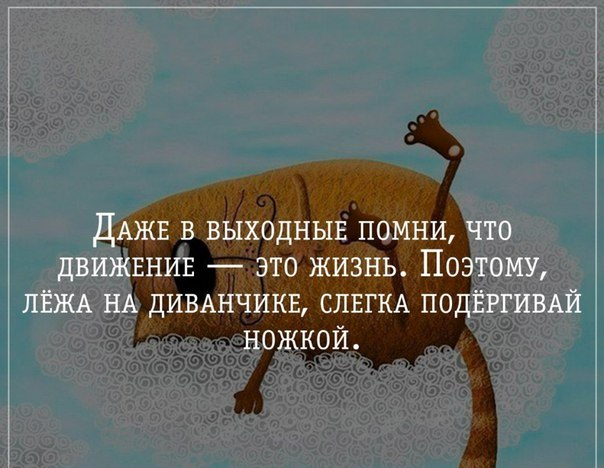 Даже в выходные помни, что
движение — это жизнь. Поэтому,
лёжа на диванчике, слегка подёргивай
ножкой.